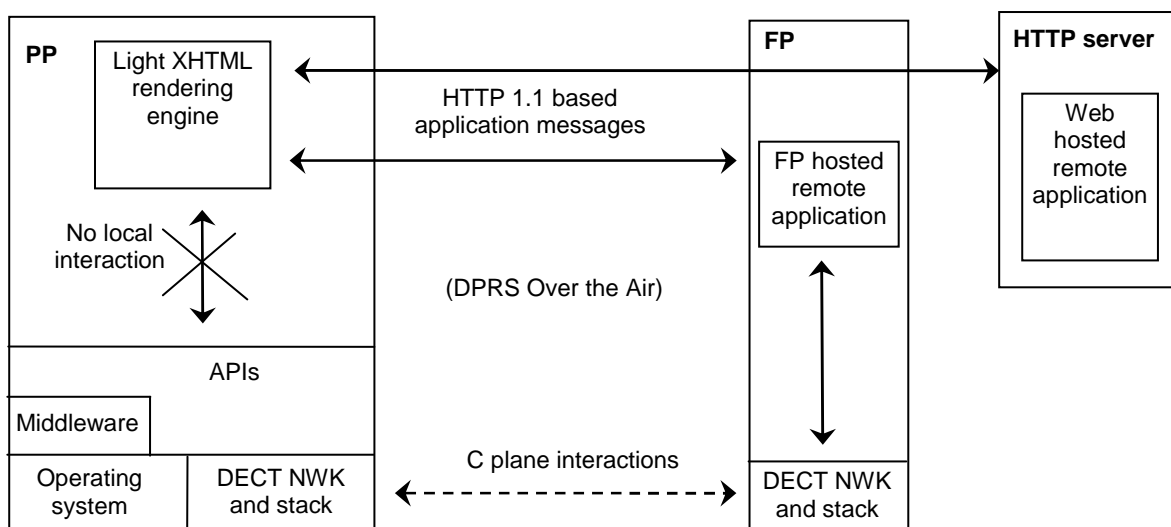 PP
Light XHTML
rendering
engine
FP
HTTP server
HTTP 1.1 based
application messages
Web
hosted
remote
application
FP hosted
remote
application
No local
interaction
(DPRS Over the Air)
APIs
Middleware
Operating
system
DECT NWK
and stack
C plane interactions
DECT NWK
and stack